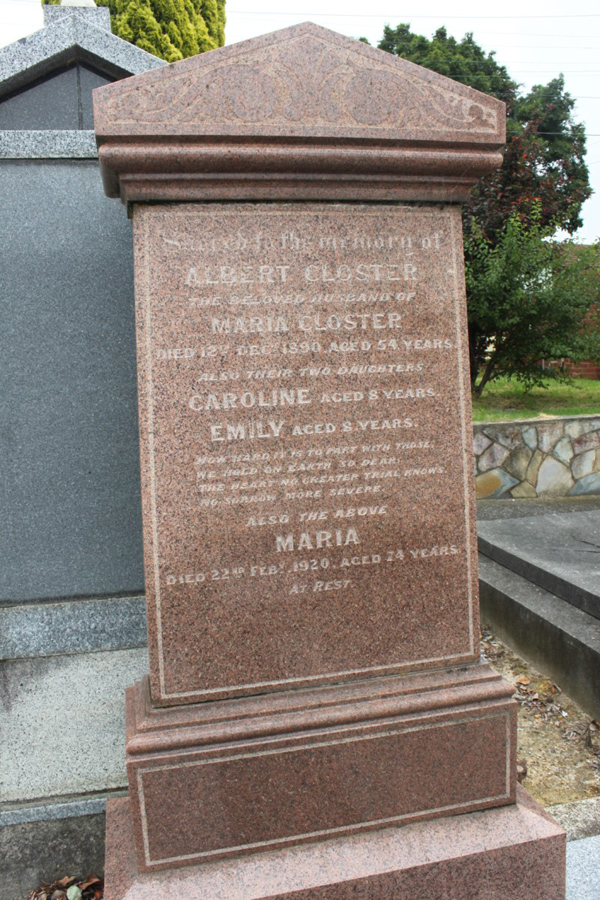 Sacred to the memory of
ALBERT CLOSTER
THE BELOVED HUSBAND OF
MARIA CLOSTER
DIED 12TH DECR 1890, AGED 54 YEARS.
ALSO THEIR TWO DAUGHTERS
CAROLINE AGED 8 YEARS.
EMILY AGED 8 YEARS.
HOW HARD IT IS TO PART WITH THOSE,
WE HOLD ON EARTH SO DEAR;
THE HEART NO GREATER TRIAL KNOWS.
NO SORROW MORE SEVERE.
ALSO THE ABOVE
MARIA
DIED 22ND FEBY 1920, AGED 74 YEARS.
AT REST.